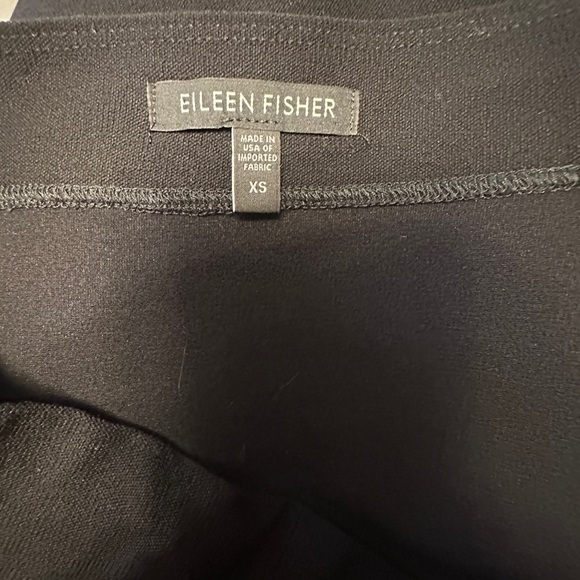 EILEEN FISHER
MADE IN
USA OF
IMPORTED
FABRIC
XS